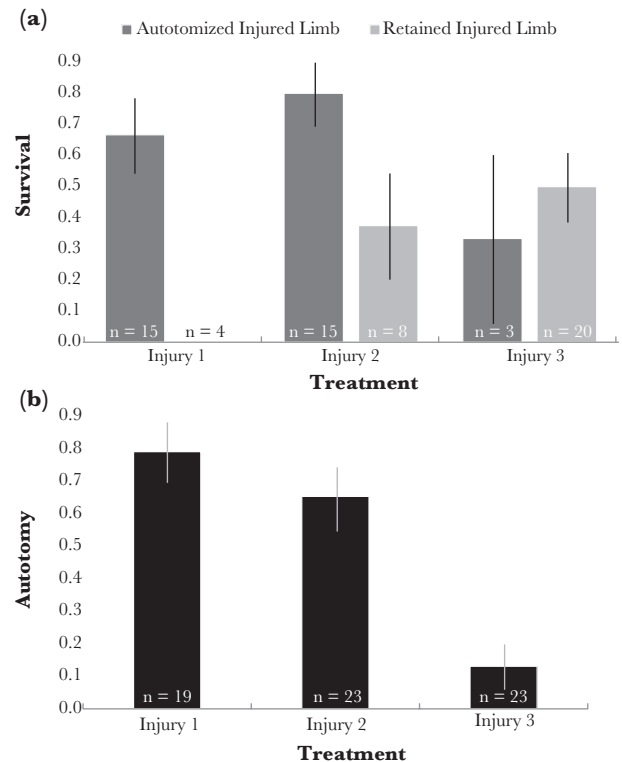 (a)
Autotomized Injured Limb Retained Injured Limb
0.9
0.8
0.7
0.6
0.5
0.4
0.3
0.2
0.1
0.0
Survival
n = 15 n = 4 n = 15 n = 8 n = 3 n = 20
Injury 1 Injury 2 Injury 3
Treatment
(b)
0.9
0.8
0.7
0.6
0.5
0.4
0.3
0.2
0.1
0.0
Autotomy
n = 19 n = 23 n = 23
Injury 1 Injury 2 Injury 3
Treatment